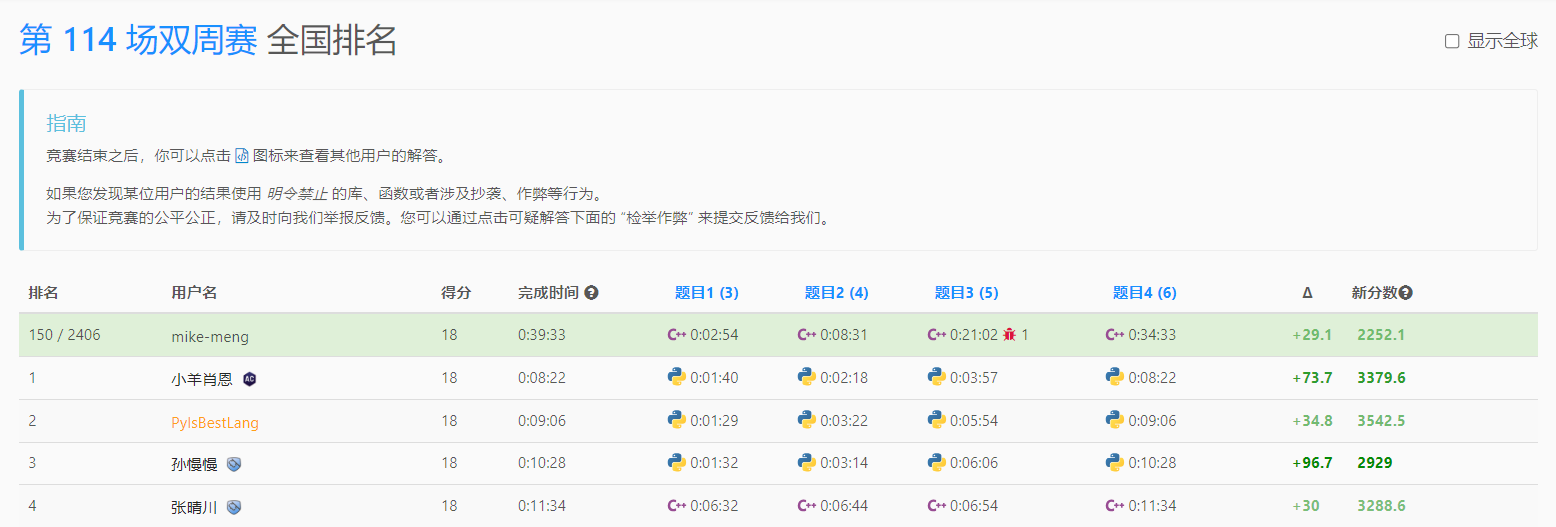 第 114 场双周赛 全国排名
显示全球
指南
竞赛结束之后，你可以点击 图标来查看其他用户的解答。
如果您发现某位用户的结果使用 明令禁止 的库、函数或者涉及抄袭、作弊等行为。
为了保证竞赛的公平公正，请及时向我们举报反馈。您可以通过点击可疑解答下面的 “检举作弊” 来提交反馈给我们。
排名 用户名 得分 完成时间 ? 题目1 (3) 题目2 (4) 题目3 (5) 题目4 (6) Δ 新分数?
150 / 2406 mike-meng 18 0:39:33 C++ 0:02:54 C++ 0:08:31 C++ 0:21:02 1 C++ 0:34:33 +29.1 2252.1
1 小羊肖恩 AC 18 0:08:22 0:01:40 0:02:18 0:03:57 0:08:22 +73.7 3379.6
2 PyIsBestLang 18 0:09:06 0:01:29 0:03:22 0:05:54 0:09:06 +34.8 3542.5
3 孙慢慢 18 0:10:28 0:01:32 0:03:14 0:06:06 0:10:28 +96.7 2929
4 张晴川 18 0:11:34 C++ 0:06:32 C++ 0:06:44 C++ 0:06:54 C++ 0:11:34 +30 3288.6